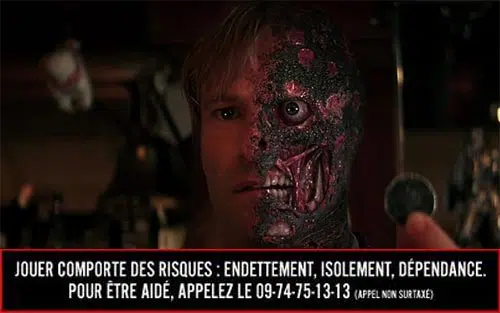 JOUER COMPORTE DES RISQUES : ENDETTEMENT, ISOLEMENT, DÉPENDANCE.
POUR ÊTRE AIDÉ, APPELEZ LE 09-74-75-13-13 (APPEL NON SURTAXÉ)